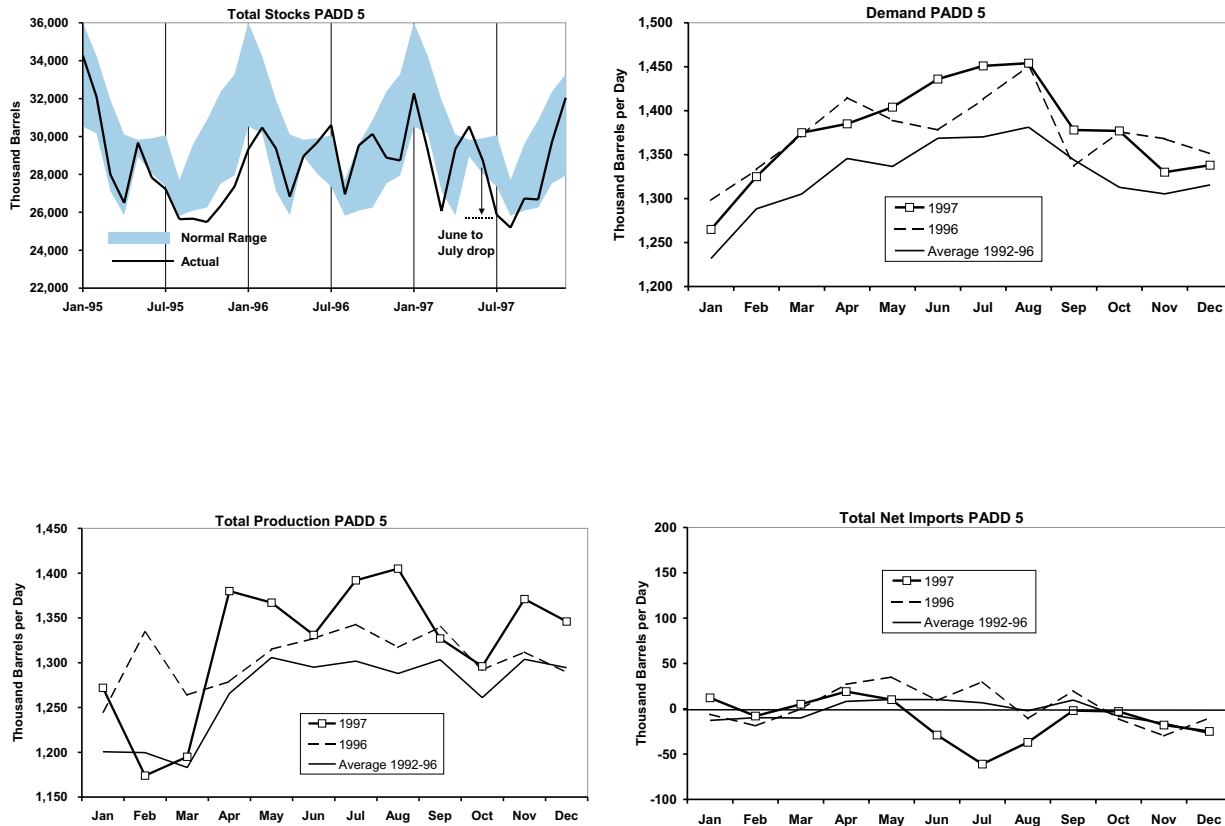 Total Stocks PADD 5
Thousand Barrels
36,000
34,000
32,000
30,000
28,000
26,000
24,000
22,000
Normal Range
Actual
June to
July drop
Jan-95 Jul-95 Jan-96 Jul-96 Jan-97 Jul-97
Demand PADD 5
Thousand Barrels per Day
1,500
1,450
1,400
1,350
1,300
1,250
1,200
1997
1996
Average 1992-96
Jan Feb Mar Apr May Jun Jul Aug Sep Oct Nov Dec
Total Production PADD 5
Thousand Barrels per Day
1,450
1,400
1,350
1,300
1,250
1,200
1,150
1997
1996
Average 1992-96
Jan Feb Mar Apr May Jun Jul Aug Sep Oct Nov Dec
Total Net Imports PADD 5
Thousand Barrels per Day
200
150
100
50
0
-50
-100
1997
1996
Average 1992-96
Jan Feb Mar Apr May Jun Jul Aug Sep Oct Nov Dec